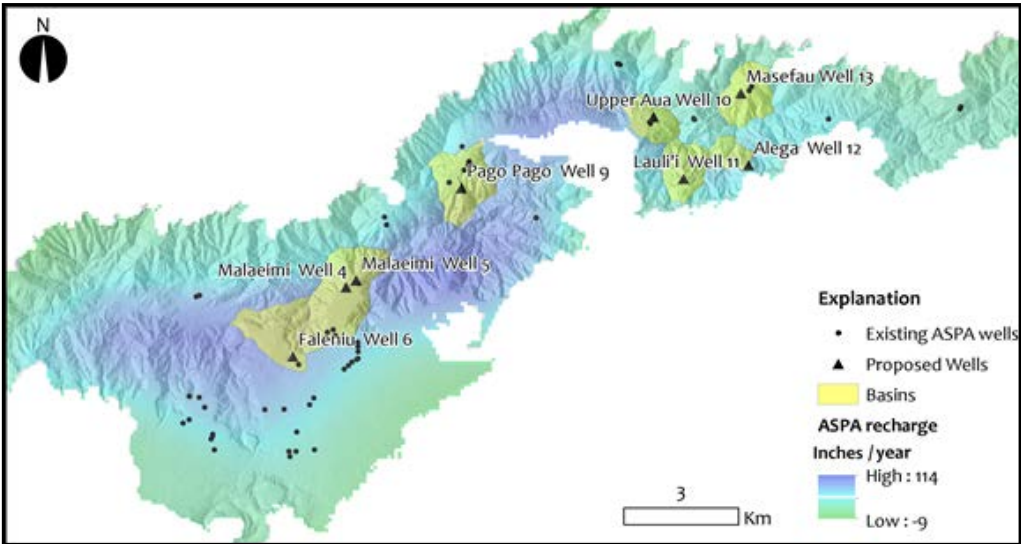 N
Masefau Well 13
Upper Aua Well 10
Alega Well 12
Lauli'i Well 11
Pago Pago Well 9
Malaeimi Well 4
Malaeimi Well 5
Faleniu Well 6
Explanation
Existing ASPA wells
Proposed Wells
Basins
ASPA recharge
Inches / year
High : 114
Low : -9
3
Km